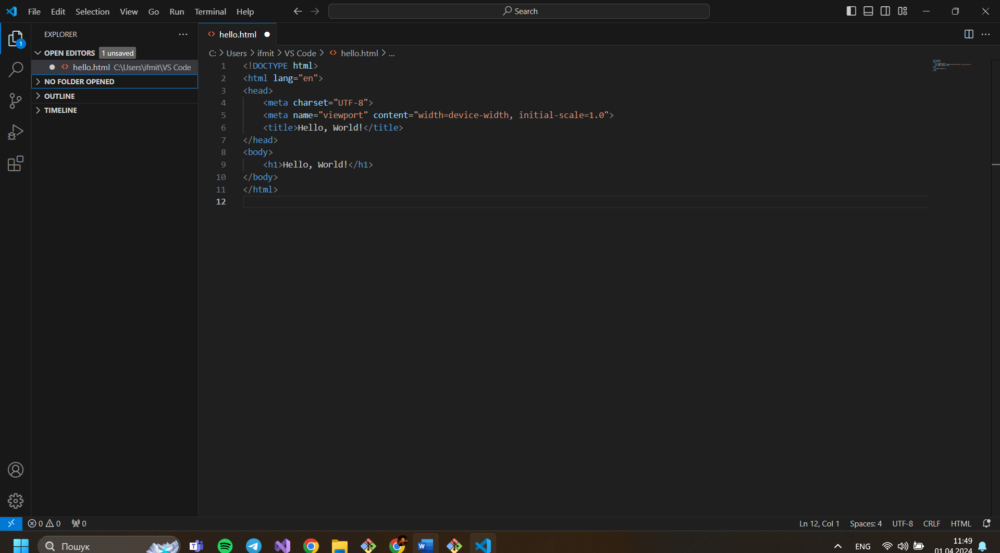 File Edit Selection View Go Run Terminal Help Search
EXPLORER
OPEN EDITORS 1 unsaved
hello.html C:\Users\ifmit\VS Code
NO FOLDER OPENED
OUTLINE
TIMELINE
1
hello.html
C: > Users > ifmit > VS Code > hello.html > ...
1 <!DOCTYPE html>
2 <html lang="en">
3 <head>
4 <meta charset="UTF-8">
5 <meta name="viewport" content="width=device-width, initial-scale=1.0">
6 <title>Hello, World!</title>
7 </head>
8 <body>
9 <h1>Hello, World!</h1>
10 </body>
11 </html>
12
0 0 0 Ln 12, Col 1 Spaces: 4 UTF-8 CRLF HTML
Пошук ENG 11:49
01.04.2024